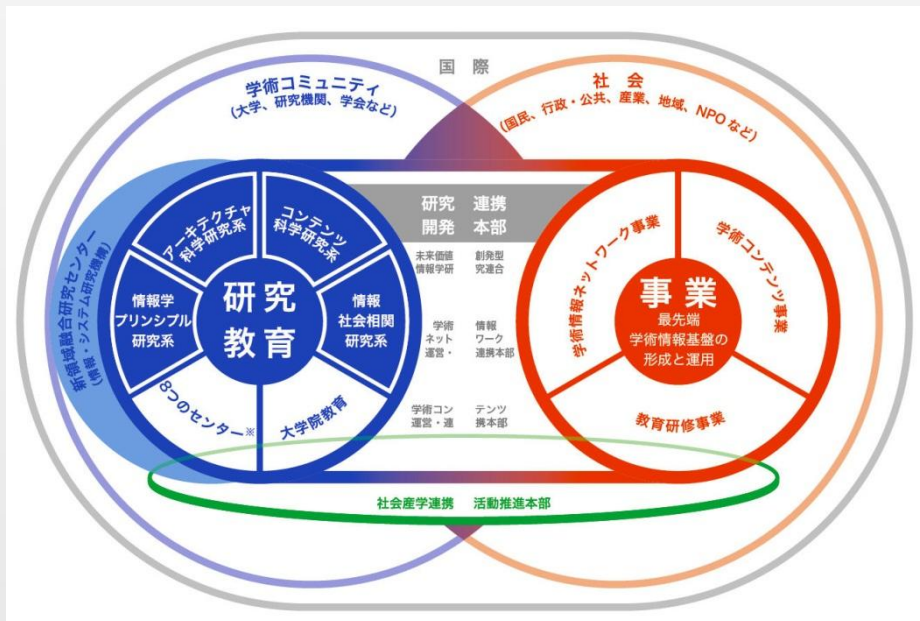 国 際
学術コミュニティ
(大学、研究機関、学会など)
社 会
(国民、行政・公共、産業、地域、NPO など)
新領域融合研究センター
(情報・システム研究機構)
アーキテクチャ
科学研究系
コンテンツ
科学研究系
情報学
プリンシプル
研究系
情報
社会相関
研究系
研 究
教 育
8つのセンター※
大学院教育
研究 連携
開発 本部
未来価値 創発型
情報学研 究連合
学術 情報
ネット ワーク
運営・ 連携本部
学術コン テンツ
運営・連 携本部
学術情報ネットワーク事業
学術コンテンツ事業
事 業
最先端
学術情報基盤の
形成と運用
教育研修事業
社会産学連携 活動推進本部